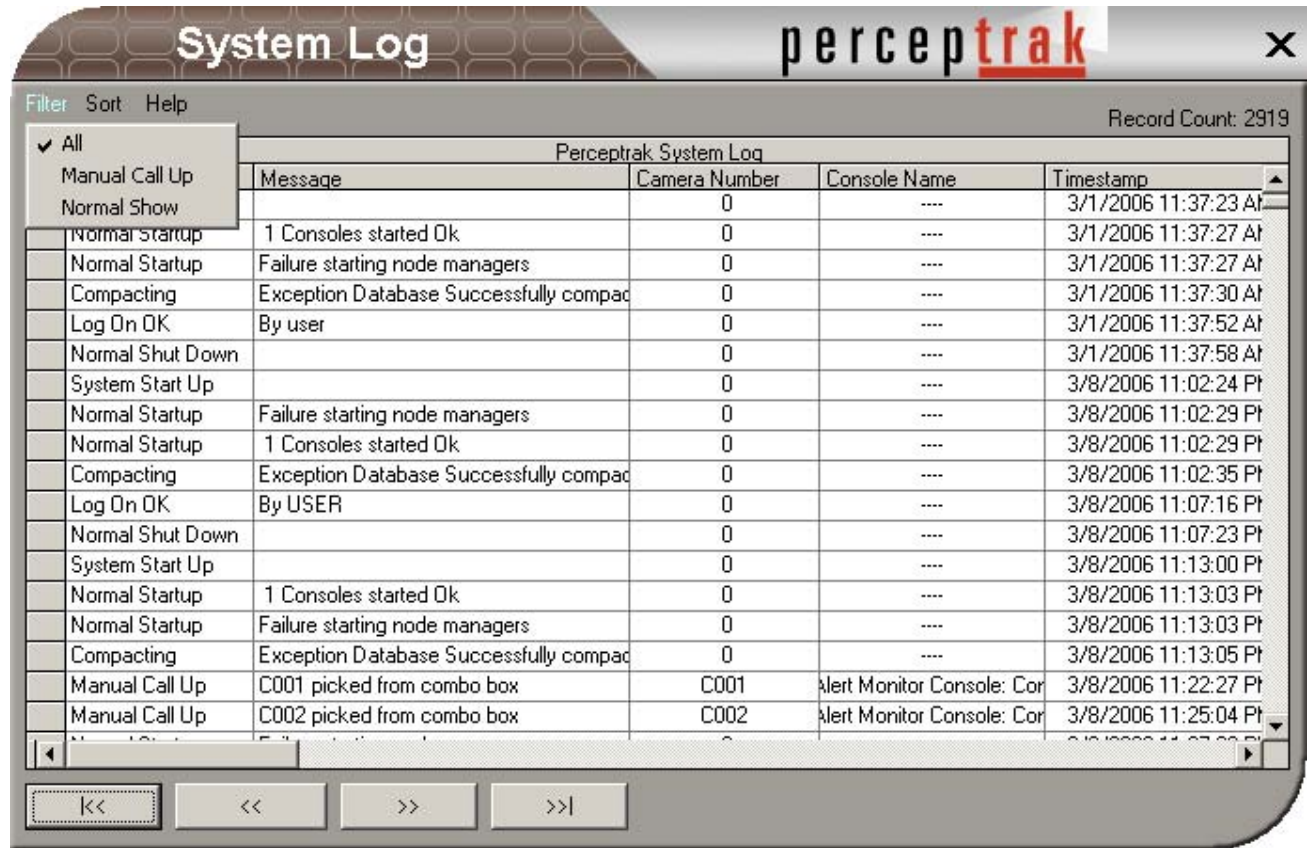 System Log perceptrak ×
Filter Sort Help
Record Count: 2919
All
Manual Call Up
Normal Show
Perceptrak System Log
Message Camera Number Console Name Timestamp
0 ---- 3/1/2006 11:37:23
Normal Startup 1 Consoles started Ok 0 ---- 3/1/2006 11:37:27
Normal Startup Failure starting node managers 0 ---- 3/1/2006 11:37:27
Compacting Exception Database Successfully compac 0 ---- 3/1/2006 11:37:30
Log On OK By user 0 ---- 3/1/2006 11:37:52
Normal Shut Down 0 ---- 3/1/2006 11:37:58
System Start Up 0 ---- 3/8/2006 11:02:24
Normal Startup Failure starting node managers 0 ---- 3/8/2006 11:02:29
Normal Startup 1 Consoles started Ok 0 ---- 3/8/2006 11:02:29
Compacting Exception Database Successfully compac 0 ---- 3/8/2006 11:02:35
Log On OK By USER 0 ---- 3/8/2006 11:07:16
Normal Shut Down 0 ---- 3/8/2006 11:07:23
System Start Up 0 ---- 3/8/2006 11:13:00
Normal Startup 1 Consoles started Ok 0 ---- 3/8/2006 11:13:03
Normal Startup Failure starting node managers 0 ---- 3/8/2006 11:13:03
Compacting Exception Database Successfully compac 0 ---- 3/8/2006 11:13:05
Manual Call Up C001 picked from combo box C001 Alert Monitor Console: Cor 3/8/2006 11:22:27
Manual Call Up C002 picked from combo box C002 Alert Monitor Console: Cor 3/8/2006 11:25:04
|<< << >> >>|